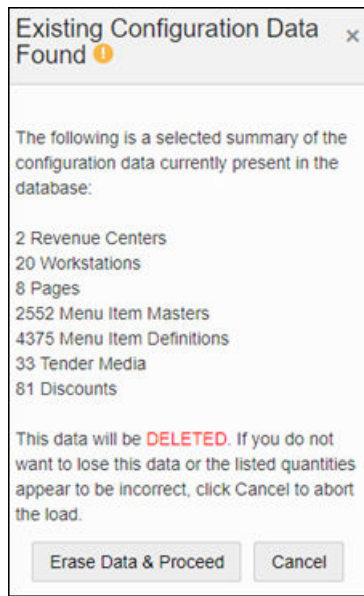 Existing Configuration Data
Found
The following is a selected summary of the
configuration data currently present in the
database:
2 Revenue Centers
20 Workstations
8 Pages
2552 Menu Item Masters
4375 Menu Item Definitions
33 Tender Media
81 Discounts
This data will be DELETED. If you do not
want to lose this data or the listed quantities
appear to be incorrect, click Cancel to abort
the load.
Erase Data & Proceed Cancel